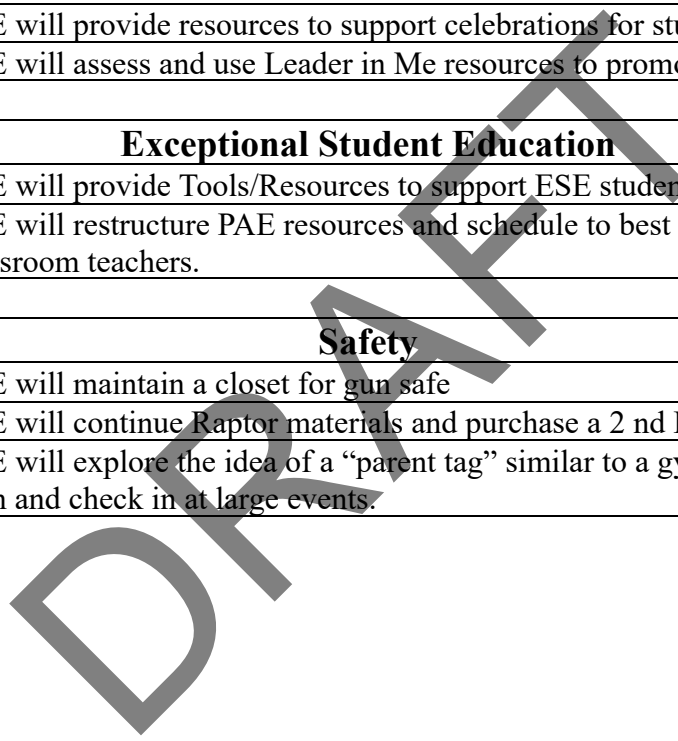 E will provide resources to support celebrations for stu
E will assess and use Leader in Me resources to promo
Exceptional Student Education
E will provide Tools/Resources to support ESE studen
E will restructure PAE resources and schedule to best
sroom teachers.
Safety
E will maintain a closet for gun safe
E will continue Raptor materials and purchase a 2 nd
E will explore the idea of a “parent tag” similar to a gy
n and check in at large events.
DRAFT